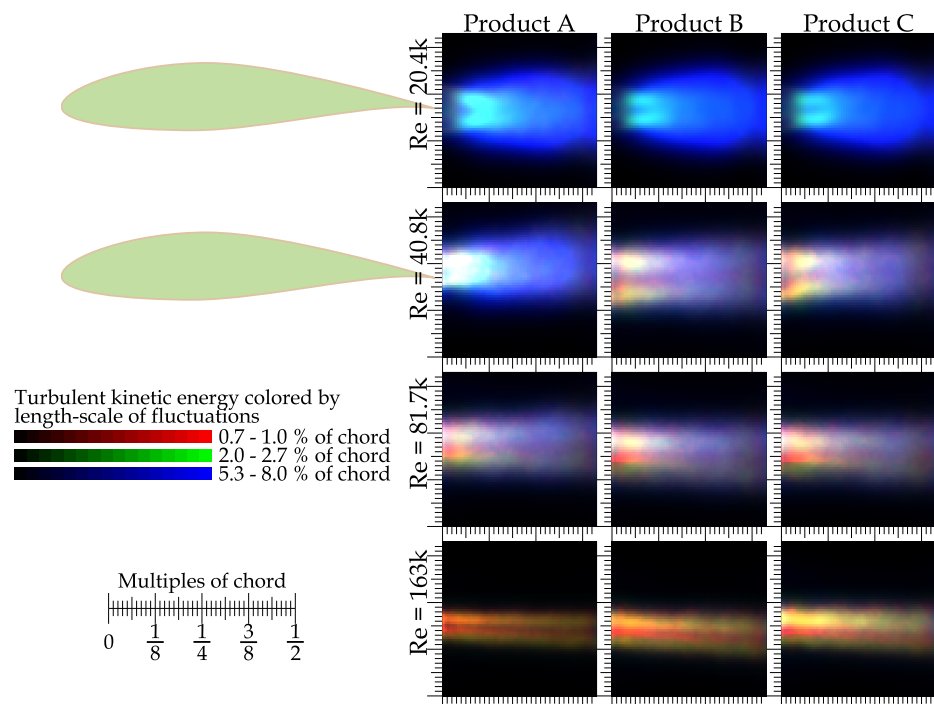 Product A
Product B
Product C
Re = 20.4k
Re = 40.8k
Turbulent kinetic energy colored by
length-scale of fluctuations
0.7 - 1.0 % of chord
2.0 - 2.7 % of chord
5.3 - 8.0 % of chord
Re = 81.7k
Re = 163k
Multiples of chord
0 1/8 1/4 3/8 1/2